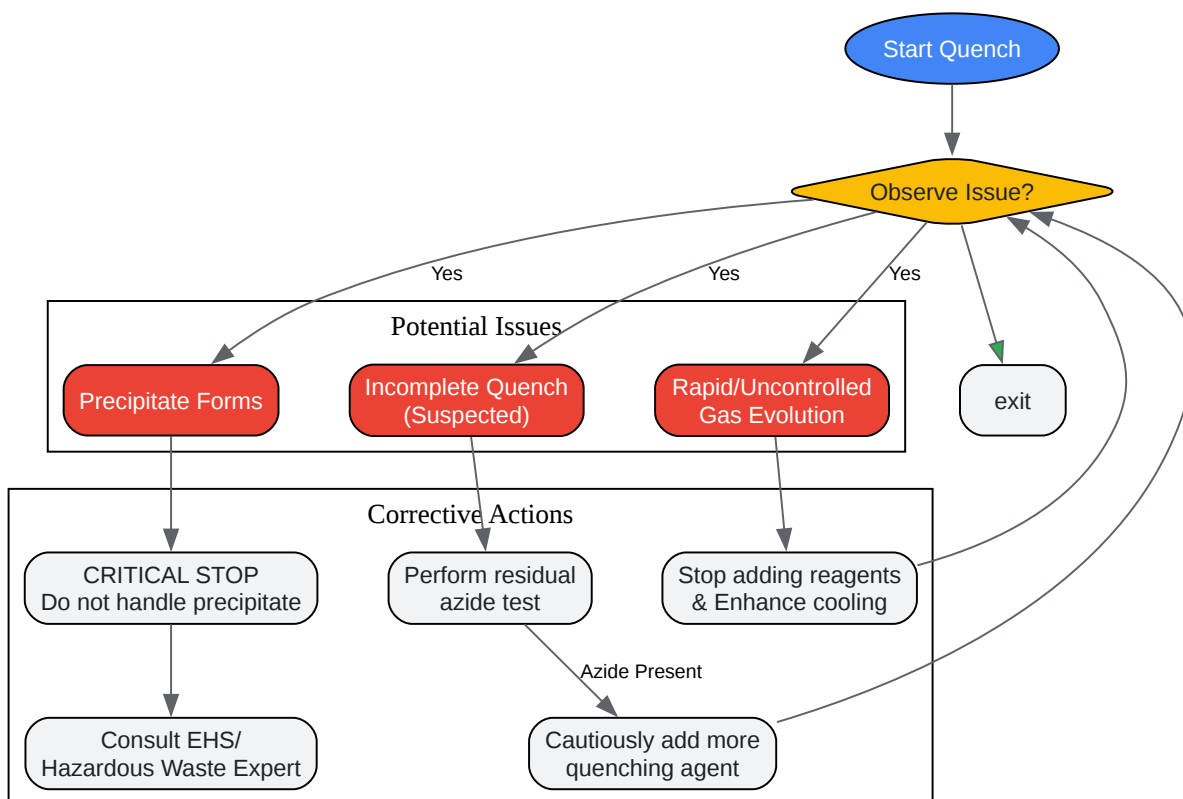 Start Quench
Observe Issue?
Yes
Yes
Yes
Potential Issues
Precipitate Forms
Incomplete Quench
(Suspected)
Rapid/Uncontrolled
Gas Evolution
exit
Corrective Actions
CRITICAL STOP
Do not handle precipitate
Perform residual
azide test
Stop adding reagents
& Enhance cooling
Azide Present
Consult EHS/
Hazardous Waste Expert
Cautiously add more
quenching agent